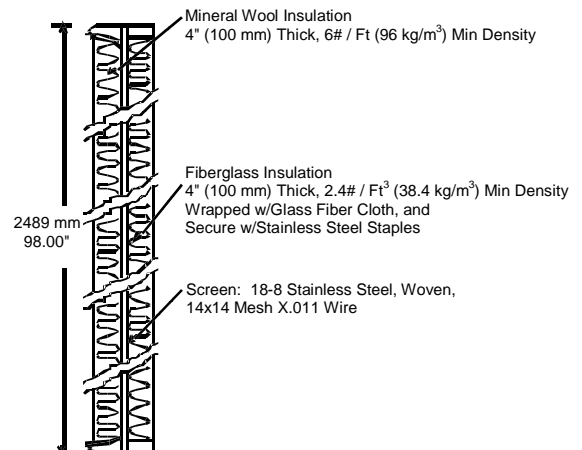 Mineral Wool Insulation
4" (100 mm) Thick, 6# / Ft (96 kg/m³) Min Density
Fiberglass Insulation
4" (100 mm) Thick, 2.4# / Ft³ (38.4 kg/m³) Min Density
Wrapped w/Glass Fiber Cloth, and
Secure w/Stainless Steel Staples
2489 mm
98.00"
Screen: 18-8 Stainless Steel, Woven,
14x14 Mesh X.011 Wire